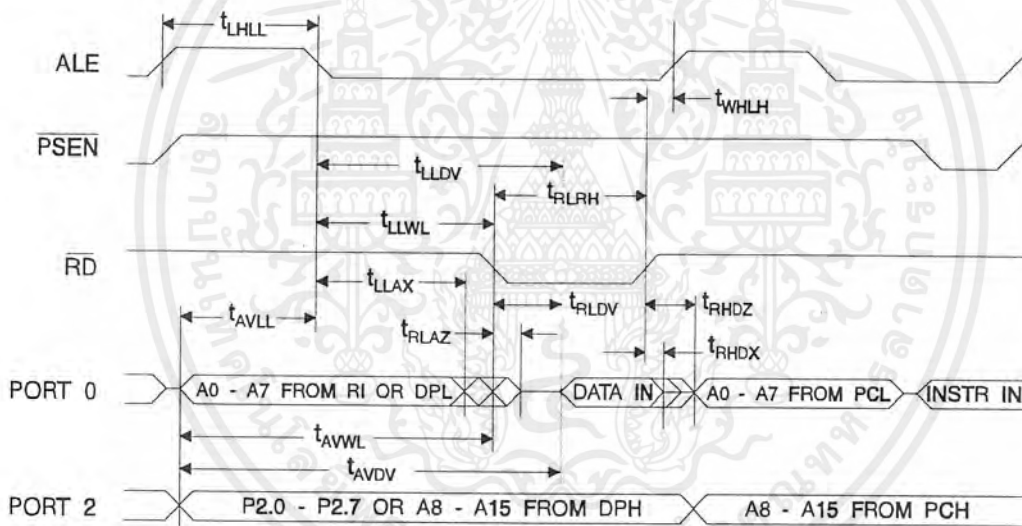 tLHLL
ALE
tWHLH
PSEN
tLLDV
tRLRH
tLLWL
RD
tLLAX
tRLDV
tRHDZ
tAVLL
tRLAZ
tRHDX
PORT 0
A0 - A7 FROM RI OR DPL
DATA IN
A0 - A7 FROM PCL
INSTR IN
tAVWL
tAVDV
PORT 2
P2.0 - P2.7 OR A8 - A15 FROM DPH
A8 - A15 FROM PCH